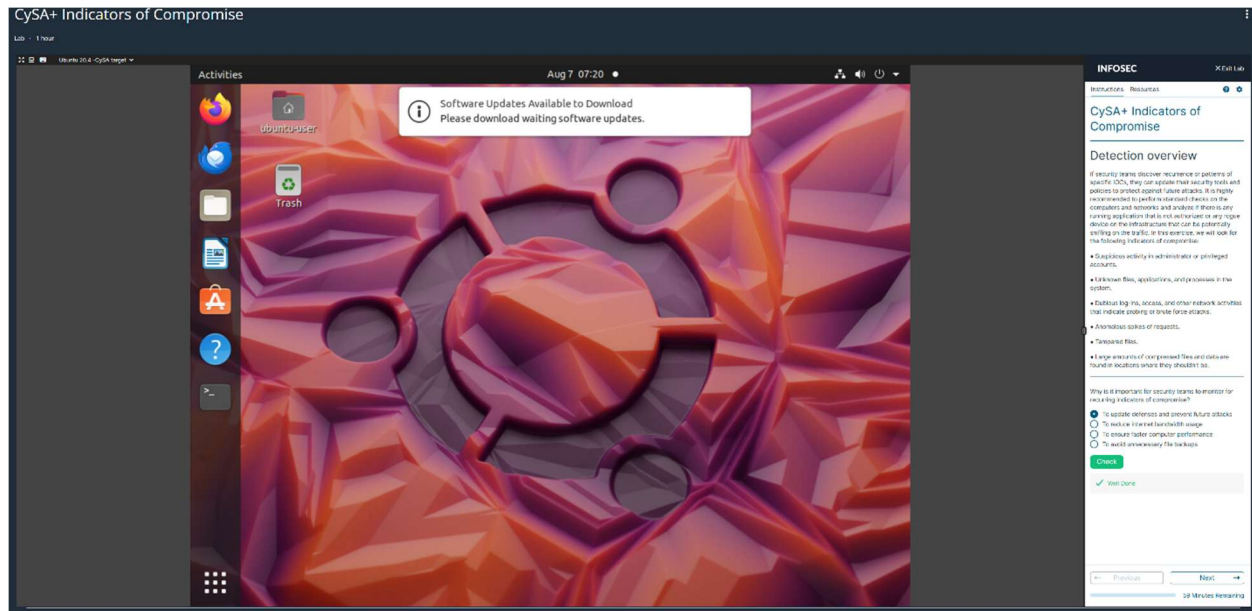 CySA+ Indicators of Compromise
Lab - 1 hour
Ubuntu 20.4 -CySA target
Activities
Aug 7 07:20
Software Updates Available to Download
Please download waiting software updates.
ubuntu-user
Trash
INFOSEC
Exit Lab
Instructions Resources
CySA+ Indicators of
Compromise
Detection overview
If security teams discover recurrence or patterns of
specific IOCs, they can update their security tools and
policies to protect against future attacks. It is highly
recommended to perform standard checks on the
computers and networks and analyze if there is any
running application that is not authorized or any rogue
device on the infrastructure that can be potentially
sniffing on the traffic. In this exercise, we will look for
the following indicators of compromise:
• Suspicious activity in administrator or privileged
accounts.
• Unknown files, applications, and processes in the
system.
• Dubious log-ins, access, and other network activities
that indicate probing or brute force attacks.
• Anomalous spikes of requests.
• Tampered files.
• Large amounts of compressed files and data are
found in locations where they shouldn't be.
Why is it important for security teams to monitor for
recurring indicators of compromise?
To update defenses and prevent future attacks
To reduce internet bandwidth usage
To ensure faster computer performance
To avoid unnecessary file backups
Check
Well Done
← Previous
Next →
59 Minutes Remaining